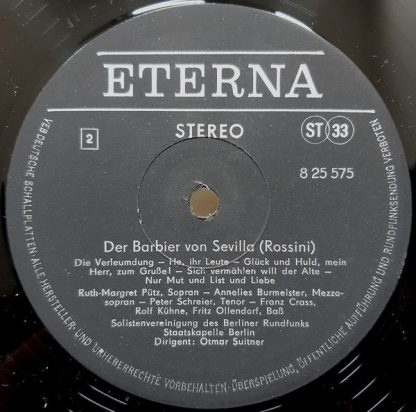 ETERNA
2
STEREO
ST 33
8 25 575
Der Barbier von Sevilla (Rossini)
Die Verleumdung – He, ihr Leute – Glück und Huld, mein
Herr, zum Gruße! – Sich vermählen will der Alte –
Nur Mut und List und Liebe
Ruth-Margret Pütz, Sopran – Annelies Burmeister, Mezzo-
sopran – Peter Schreier, Tenor – Franz Crass,
Rolf Kühne, Fritz Ollendorf, Baß
Solistenvereinigung des Berliner Rundfunks
Staatskapelle Berlin
Dirigent: Otmar Suitner
VEB DEUTSCHE SCHALLPLATTEN · ALLE HERSTELLER- UND URHEBERRECHTE VORBEHALTEN · ÜBERSPIELUNG, ÖFFENTLICHE AUFFÜHRUNG UND RUNDFUNKSENDUNG VERBOTEN